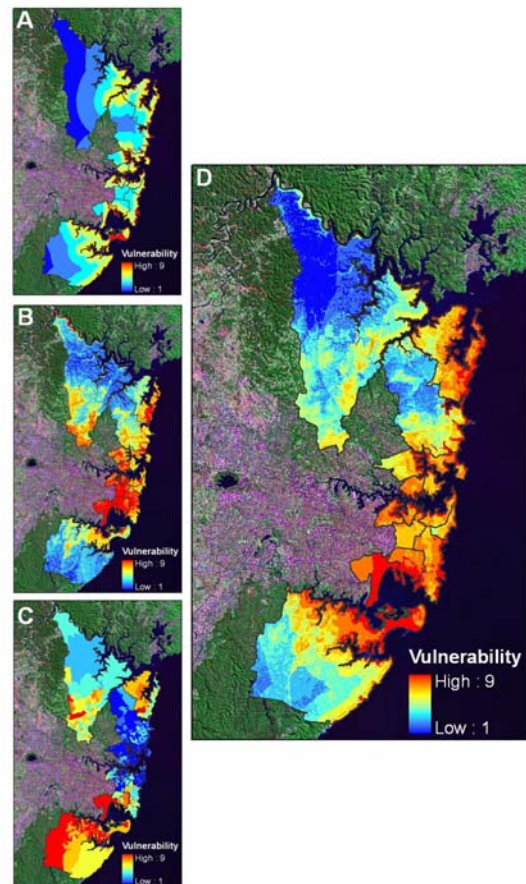 A
Vulnerability
High : 9
Low : 1
B
Vulnerability
High : 9
Low : 1
C
Vulnerability
High : 9
Low : 1
D
Vulnerability
High : 9
Low : 1